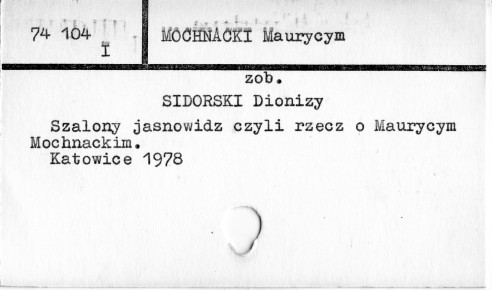 74 104 MOCHNACKI Maurycym
I
zob.
SIDORSKI Dionizy
Szalony jasnowidz czyli rzecz o Maurycym
Mochnackim.
Katowice 1978